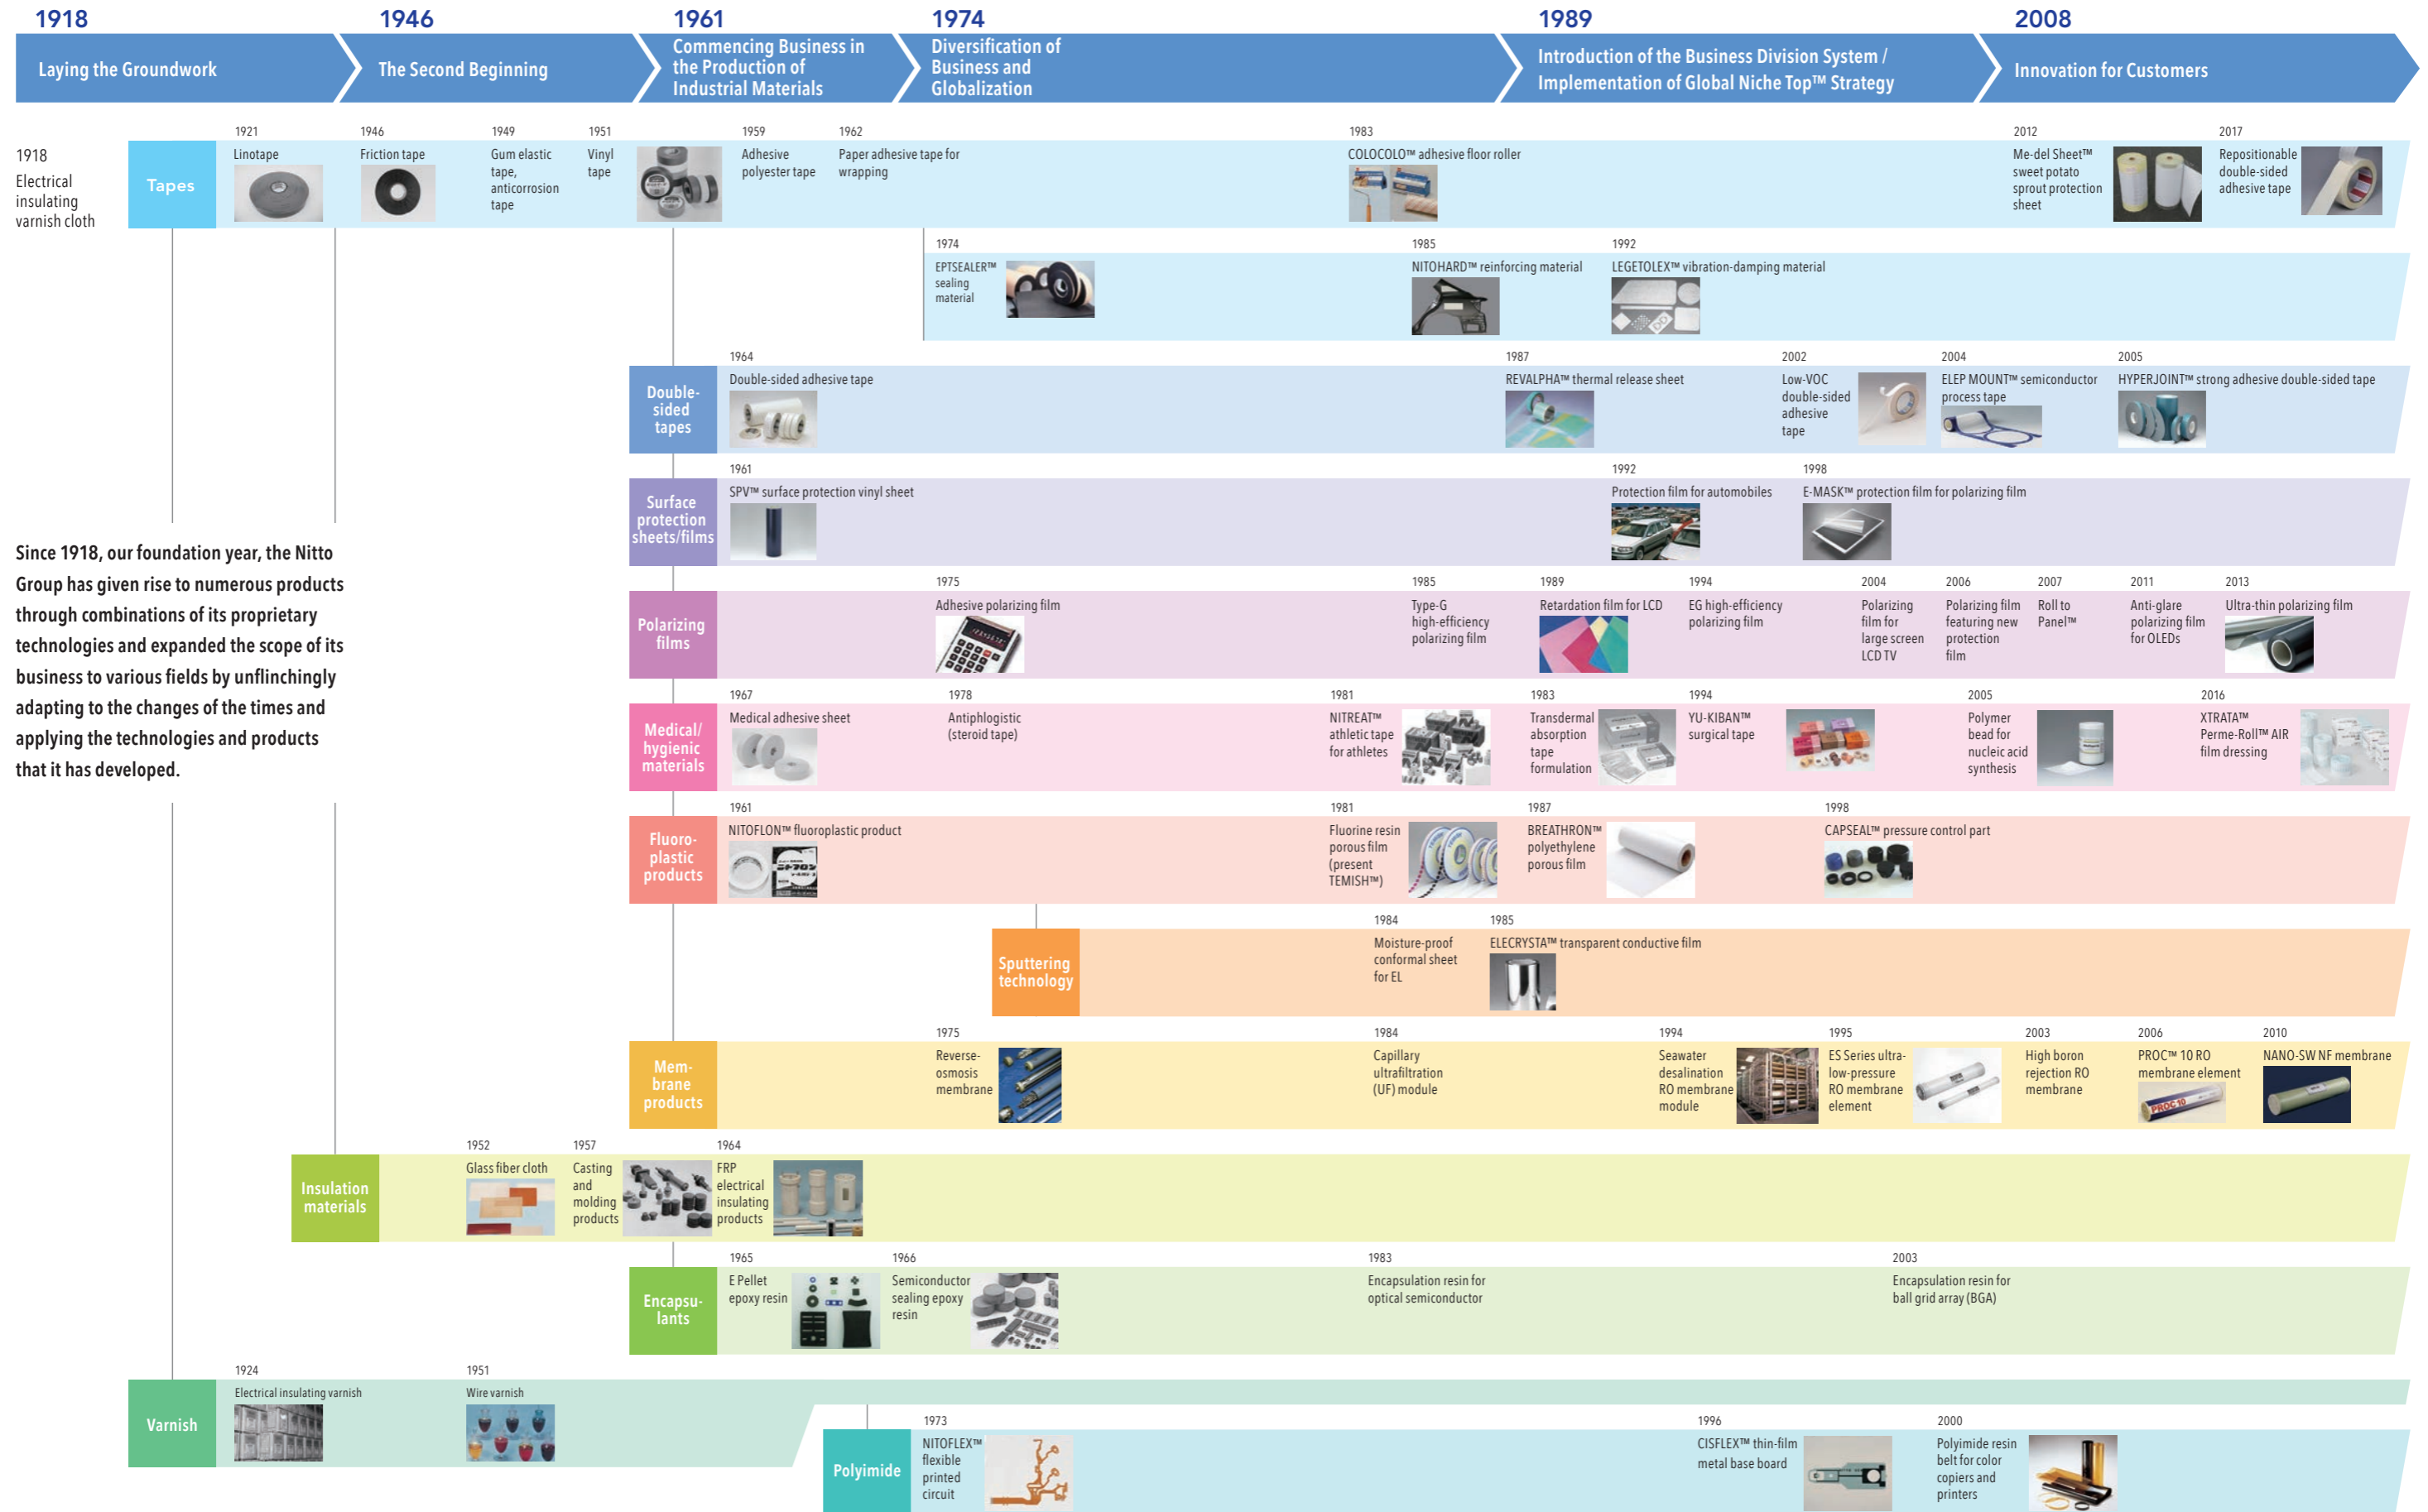 1918
1946
1961
1974
1989
2008
Laying the Groundwork
The Second Beginning
Commencing Business in
the Production of
Industrial Materials
Diversification of
Business and
Globalization
Introduction of the Business Division System /
Implementation of Global Niche Top™ Strategy
Innovation for Customers
1918
Electrical
insulating
varnish cloth
Tapes
1921
Linotape
1946
Friction tape
1949
Gum elastic
tape,
anticorrosion
tape
1951
Vinyl
tape
1959
Adhesive
polyester tape
1962
Paper adhesive tape for
wrapping
1983
COLOCOLO™ adhesive floor roller
2012
Me-del Sheet™
sweet potato
sprout protection
sheet
2017
Repositionable
double-sided
adhesive tape
1974
EPTSEALER™
sealing
material
1985
NITOHARD™ reinforcing material
1992
LEGETOLEX™ vibration-damping material
Double-
sided
tapes
1964
Double-sided adhesive tape
1987
REVALPHA™ thermal release sheet
2002
Low-VOC
double-sided
adhesive
tape
2004
ELEP MOUNT™ semiconductor
process tape
2005
HYPERJOINT™ strong adhesive double-sided tape
Surface
protection
sheets/films
1961
SPV™ surface protection vinyl sheet
1992
Protection film for automobiles
1998
E-MASK™ protection film for polarizing film
Since 1918, our foundation year, the Nitto
Group has given rise to numerous products
through combinations of its proprietary
technologies and expanded the scope of its
business to various fields by unflinchingly
adapting to the changes of the times and
applying the technologies and products
that it has developed.
Polarizing
films
1975
Adhesive polarizing film
1985
Type-G
high-efficiency
polarizing film
1989
Retardation film for LCD
1994
EG high-efficiency
polarizing film
2004
Polarizing
film for
large screen
LCD TV
2006
Polarizing film
featuring new
protection
film
2007
Roll to
Panel™
2011
Anti-glare
polarizing film
for OLEDs
2013
Ultra-thin polarizing film
Medical/
hygienic
materials
1967
Medical adhesive sheet
1978
Antiphlogistic
(steroid tape)
1981
NITREAT™
athletic tape
for athletes
1983
Transdermal
absorption
tape
formulation
1994
YU-KIBAN™
surgical tape
2005
Polymer
bead for
nucleic acid
synthesis
2016
XTRATA™
Perme-Roll™ AIR
film dressing
Fluoro-
plastic
products
1961
NITOFLON™ fluoroplastic product
ニトフロン
1981
Fluorine resin
porous film
(present
TEMISH™)
1987
BREATHRON™
polyethylene
porous film
1998
CAPSEAL™ pressure control part
Sputtering
technology
1984
Moisture-proof
conformal sheet
for EL
1985
ELECRYSTA™ transparent conductive film
Mem-
brane
products
1975
Reverse-
osmosis
membrane
1984
Capillary
ultrafiltration
(UF) module
1994
Seawater
desalination
RO membrane
module
1995
ES Series ultra-
low-pressure
RO membrane
element
2003
High boron
rejection RO
membrane
2006
PROC™ 10 RO
membrane element
PROC10
2010
NANO-SW NF membrane
Insulation
materials
1952
Glass fiber cloth
1957
Casting
and
molding
products
1964
FRP
electrical
insulating
products
Encapsu-
lants
1965
E Pellet
epoxy resin
1966
Semiconductor
sealing epoxy
resin
1983
Encapsulation resin for
optical semiconductor
2003
Encapsulation resin for
ball grid array (BGA)
Varnish
1924
Electrical insulating varnish
1951
Wire varnish
Polyimide
1973
NITOFLEX™
flexible
printed
circuit
1996
CISFLEX™ thin-film
metal base board
2000
Polyimide resin
belt for color
copiers and
printers